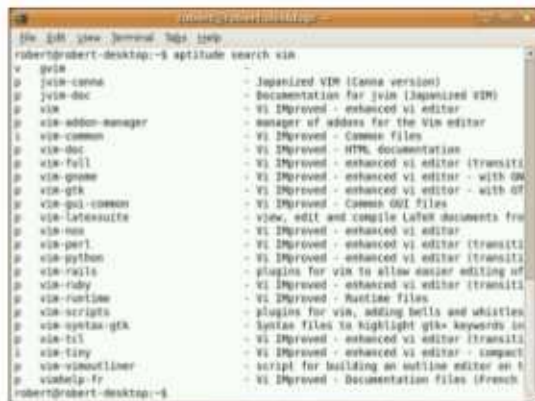 robert@robert-desktop: ~
File Edit View Terminal Tabs Help
robert@robert-desktop:~$ aptitude search vim
v gvim -
p jvim-canna - Japanized VIM (Canna version)
p jvim-doc - Documentation for jvim (Japanized VIM)
p vim - Vi IMproved - enhanced vi editor
p vim-addon-manager - manager of addons for the Vim editor
i vim-common - Vi IMproved - Common files
p vim-doc - Vi IMproved - HTML documentation
p vim-full - Vi IMproved - enhanced vi editor (transiti
p vim-gnome - Vi IMproved - enhanced vi editor - with GN
p vim-gtk - Vi IMproved - enhanced vi editor - with GT
p vim-gui-common - Vi IMproved - Common GUI files
p vim-latexsuite - view, edit and compile LaTeX documents fro
p vim-nox - Vi IMproved - enhanced vi editor
p vim-perl - Vi IMproved - enhanced vi editor (transiti
p vim-python - Vi IMproved - enhanced vi editor (transiti
p vim-rails - plugins for vim to allow easier editing of
p vim-ruby - Vi IMproved - enhanced vi editor (transiti
p vim-runtime - Vi IMproved - Runtime files
p vim-scripts - plugins for vim, adding bells and whistles
p vim-syntax-gtk - Syntax files to highlight gtk+ keywords in
p vim-tcl - Vi IMproved - enhanced vi editor (transiti
i vim-tiny - Vi IMproved - enhanced vi editor - compact
p vim-vimoutliner - script for building an outline editor on t
p vimhelp-fr - Vi IMproved - Documentation files (French
robert@robert-desktop:~$